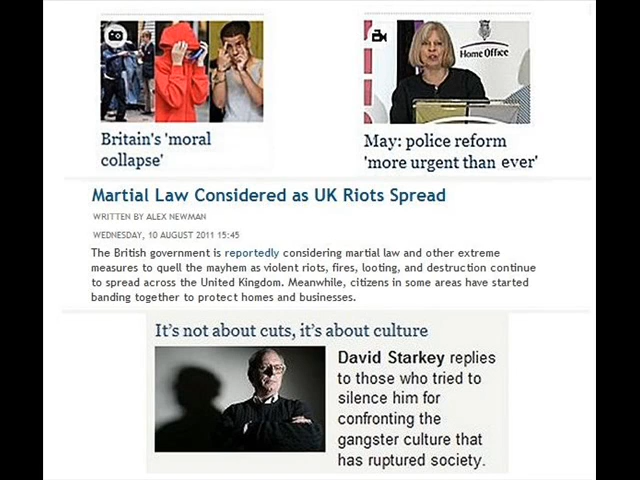 Home Office
Britain's 'moral
collapse'
May: police reform
'more urgent than ever'
Martial Law Considered as UK Riots Spread
WRITTEN BY ALEX NEWMAN
WEDNESDAY, 10 AUGUST 2011 15:45
The British government is reportedly considering martial law and other extreme
measures to quell the mayhem as violent riots, fires, looting, and destruction continue
to spread across the United Kingdom. Meanwhile, citizens in some areas have started
banding together to protect homes and businesses.
It's not about cuts, it's about culture
David Starkey replies
to those who tried to
silence him for
confronting the
gangster culture that
has ruptured society.